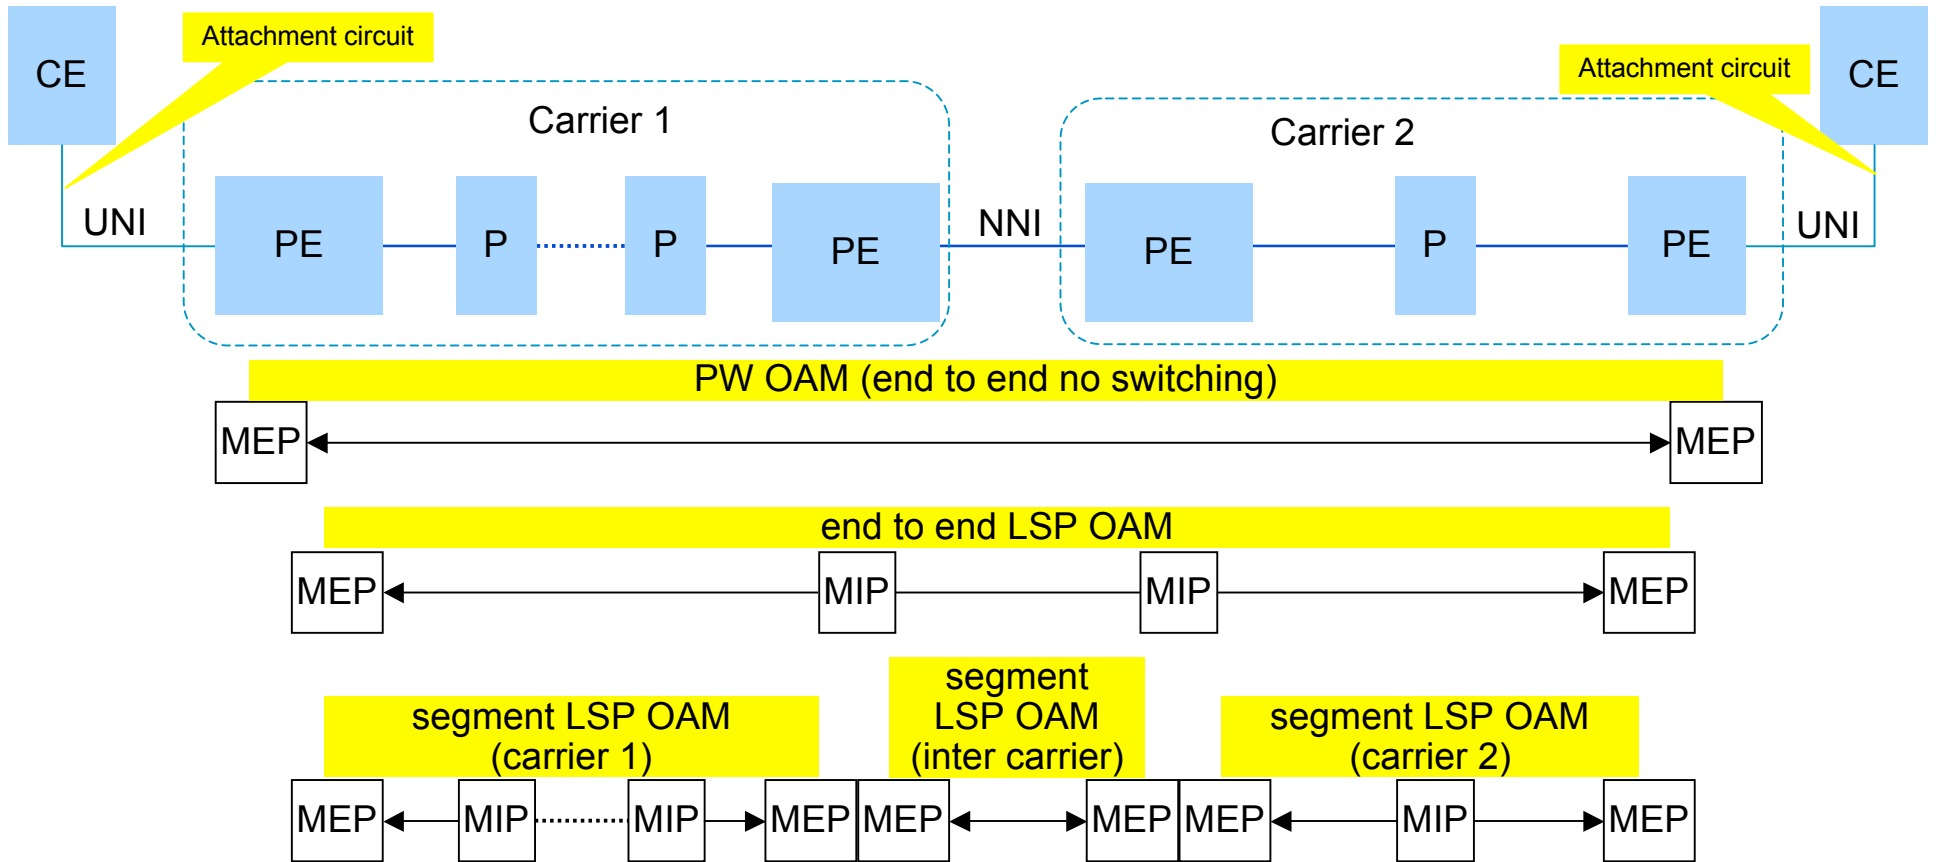 CE
Attachment circuit
Attachment circuit
CE
Carrier 1
Carrier 2
UNI
PE
P
P
PE
NNI
PE
P
PE
UNI
PW OAM (end to end no switching)
MEP
MEP
end to end LSP OAM
MEP
MIP
MIP
MEP
segment LSP OAM
(carrier 1)
segment
LSP OAM
(inter carrier)
segment LSP OAM
(carrier 2)
MEP
MIP
MIP
MEP
MEP
MEP
MEP
MIP
MEP